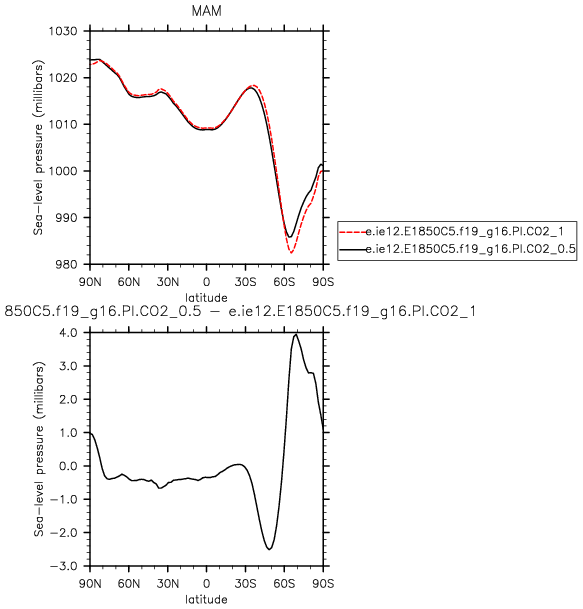 MAM
1030
1020
1010
1000
990
980
Sea-level pressure (millibars)
90N 60N 30N 0 30S 60S 90S
latitude
e.ie12.E1850C5.f19_g16.PI.CO2_1
e.ie12.E1850C5.f19_g16.PI.CO2_0.5
850C5.f19_g16.PI.CO2_0.5 − e.ie12.E1850C5.f19_g16.PI.CO2_1
4.0
3.0
2.0
1.0
0.0
−1.0
−2.0
−3.0
Sea-level pressure (millibars)
90N 60N 30N 0 30S 60S 90S
latitude